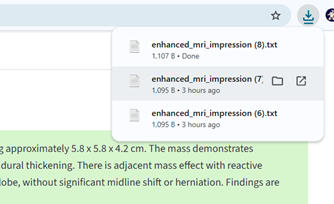 enhanced_mri_impression (8).txt
1,107 B • Done
enhanced_mri_impression (7)
1,095 B • 3 hours ago
enhanced_mri_impression (6).txt
1,095 B • 3 hours ago
g approximately 5.8 x 5.8 x 4.2 cm. The mass demonstrates
dural thickening. There is adjacent mass effect with reactive
obe, without significant midline shift or herniation. Findings are